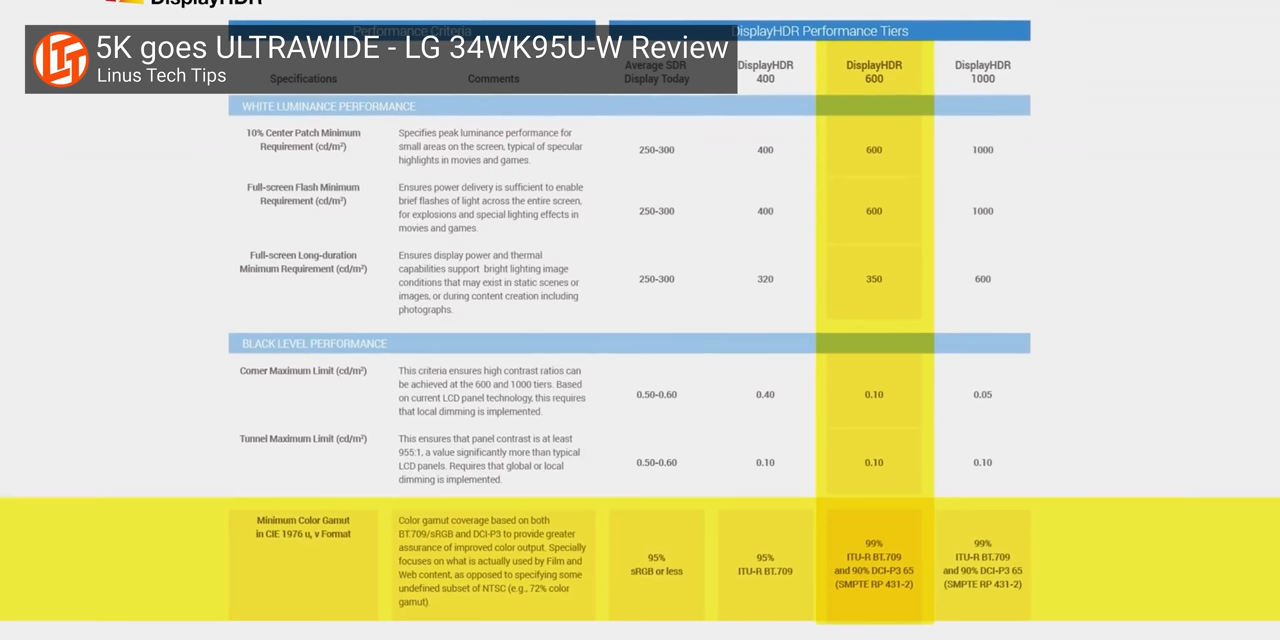 DisplayHDR
Performance Criteria
DisplayHDR Performance Tiers
5K goes ULTRAWIDE - LG 34WK95U-W Review
Linus Tech Tips
Specifications
Comments
Average SDR
Display Today
DisplayHDR
400
DisplayHDR
600
DisplayHDR
1000
WHITE LUMINANCE PERFORMANCE
10% Center Patch Minimum
Requirement (cd/m²)
Specifies peak luminance performance for
small areas on the screen, typical of specular
highlights in movies and games.
250-300
400
600
1000
Full-screen Flash Minimum
Requirement (cd/m²)
Ensures power delivery is sufficient to enable
brief flashes of light across the entire screen,
for explosions and special lighting effects in
movies and games.
250-300
400
600
1000
Full-screen Long-duration
Minimum Requirement (cd/m²)
Ensures display power and thermal
capabilities support bright lighting image
conditions that may exist in static scenes or
images, or during content creation including
photographs.
250-300
320
350
600
BLACK LEVEL PERFORMANCE
Corner Maximum Limit (cd/m²)
This criteria ensures high contrast ratios can
be achieved at the 600 and 1000 tiers. Based
on current LCD panel technology, this requires
that local dimming is implemented.
0.50-0.60
0.40
0.10
0.05
Tunnel Maximum Limit (cd/m²)
This ensures that panel contrast is at least
955:1, a value significantly more than typical
LCD panels. Requires that global or local
dimming is implemented.
0.50-0.60
0.10
0.10
0.10
Minimum Color Gamut
in CIE 1976 u, v Format
Color gamut coverage based on both
BT.709/sRGB and DCI-P3 to provide greater
assurance of improved color output. Specially
focuses on what is actually used by Film and
Web content, as opposed to specifying some
undefined subset of NTSC (e.g., 72% color
gamut)
95%
sRGB or less
95%
ITU-R BT.709
99%
ITU-R BT.709
and 90% DCI-P3 65
(SMPTE RP 431-2)
99%
ITU-R BT.709
and 90% DCI-P3 65
(SMPTE RP 431-2)